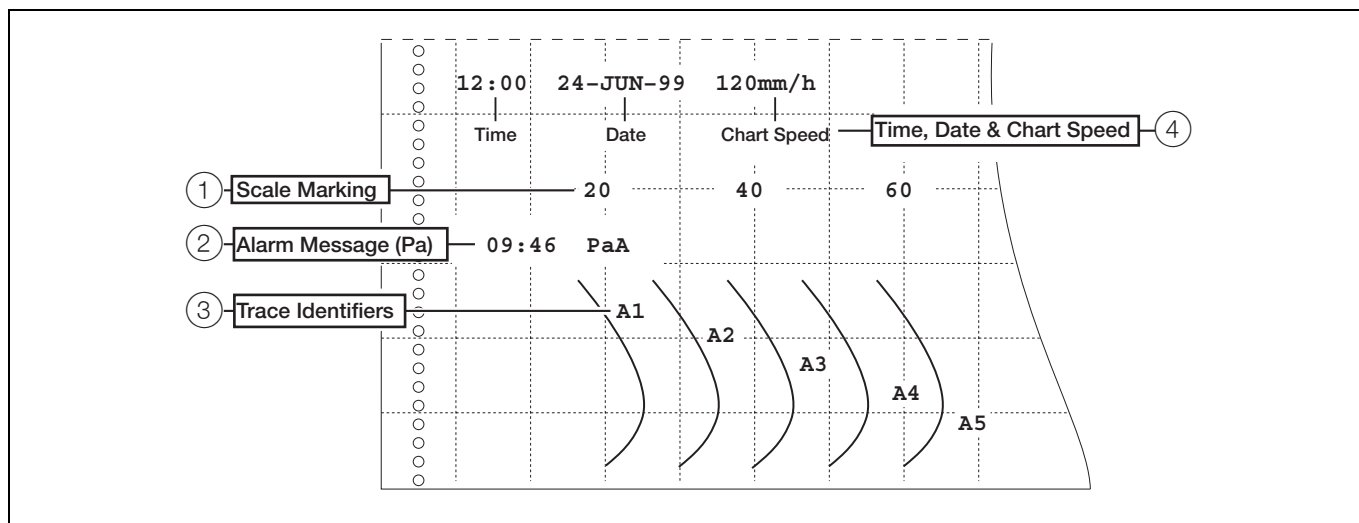 12:00 24-JUN-99 120mm/h
Time Date Chart Speed Time, Date & Chart Speed 4
1 Scale Marking 20 40 60
2 Alarm Message (Pa) 09:46 PaA
3 Trace Identifiers A1
A2
A3
A4
A5